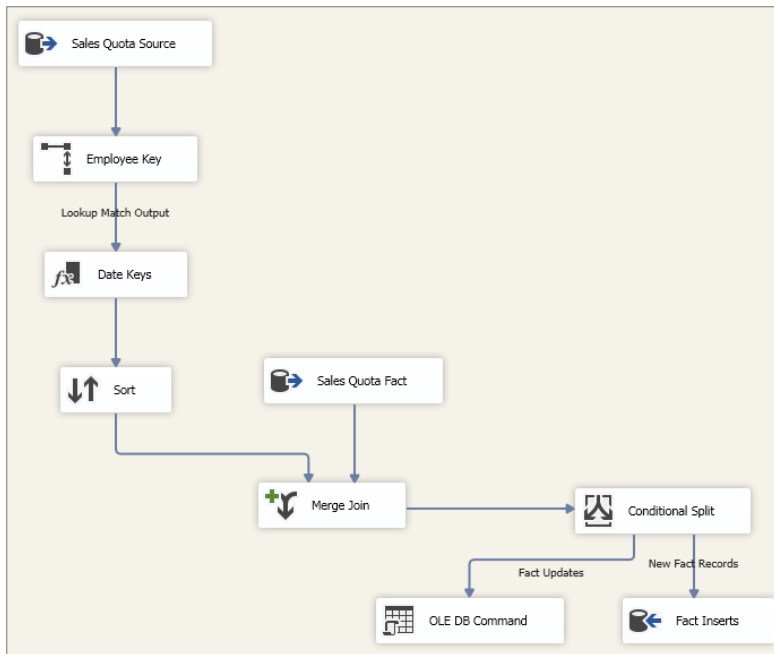 Sales Quota Source
Employee Key
Lookup Match Output
Date Keys
Sort
Sales Quota Fact
Merge Join
Conditional Split
Fact Updates
New Fact Records
OLE DB Command
Fact Inserts